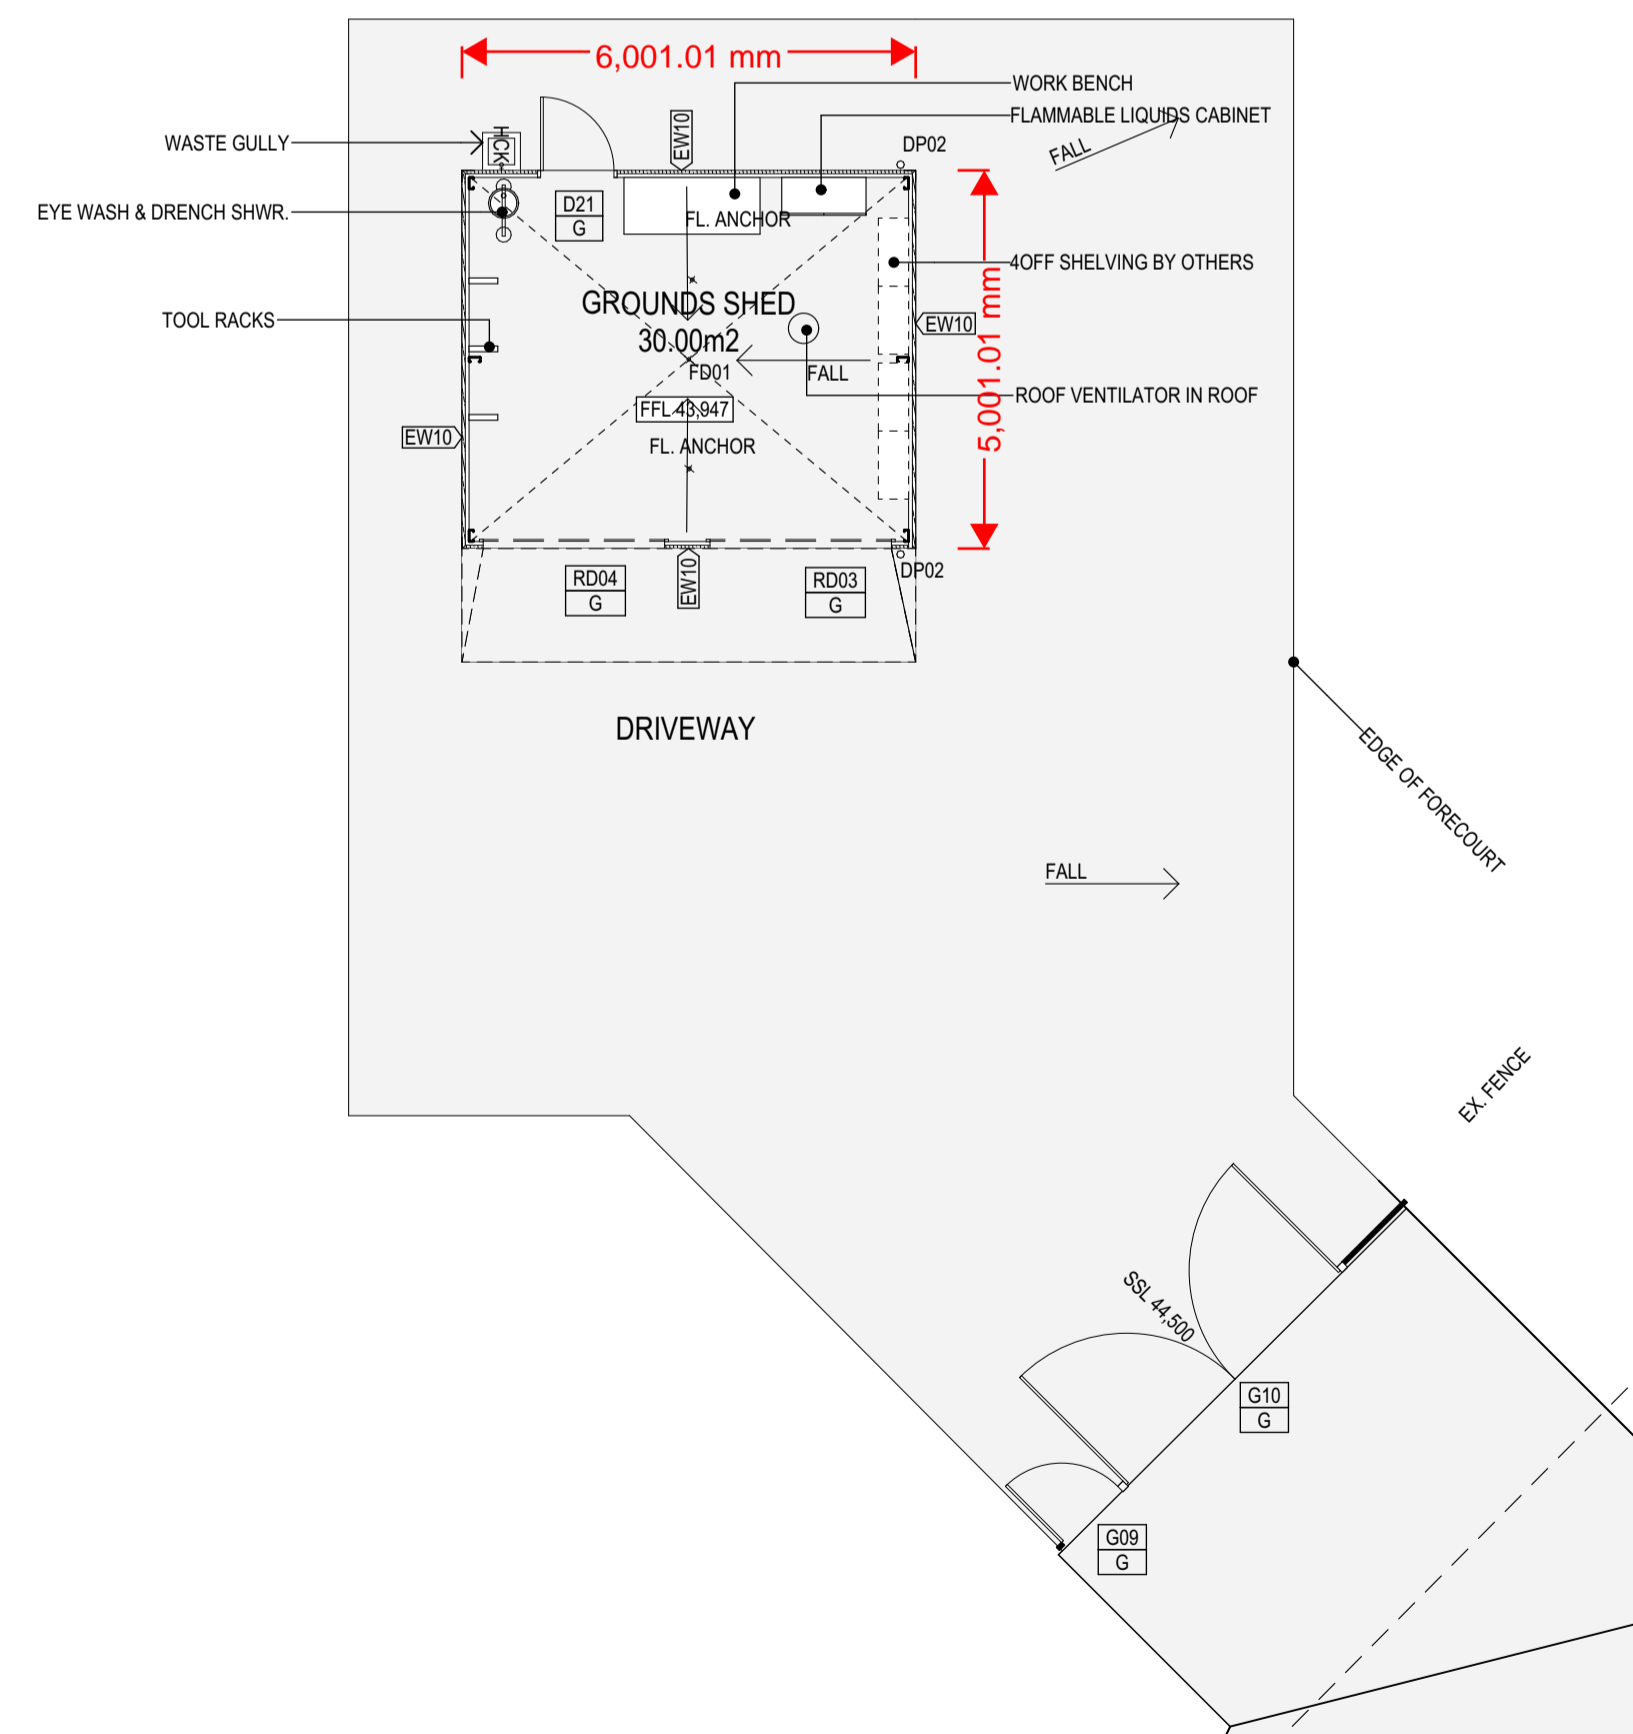 6,001.01 mm
WORK BENCH
FLAMMABLE LIQUIDS CABINET
WASTE GULLY
HCK
EW10
DP02
FALL
EYE WASH & DRENCH SHWR.
D21
G
FL. ANCHOR
4OFF SHELVING BY OTHERS
5,001.01 mm
GROUNDS SHED
30.00m2
TOOL RACKS
EW10
FD01
FALL
ROOF VENTILATOR IN ROOF
FFL 43,947
EW10
FL. ANCHOR
RD04
G
EW10
RD03
G
DP02
DRIVEWAY
EDGE OF FORECOURT
FALL
EX. FENCE
SSL 44,500
G10
G
G09
G